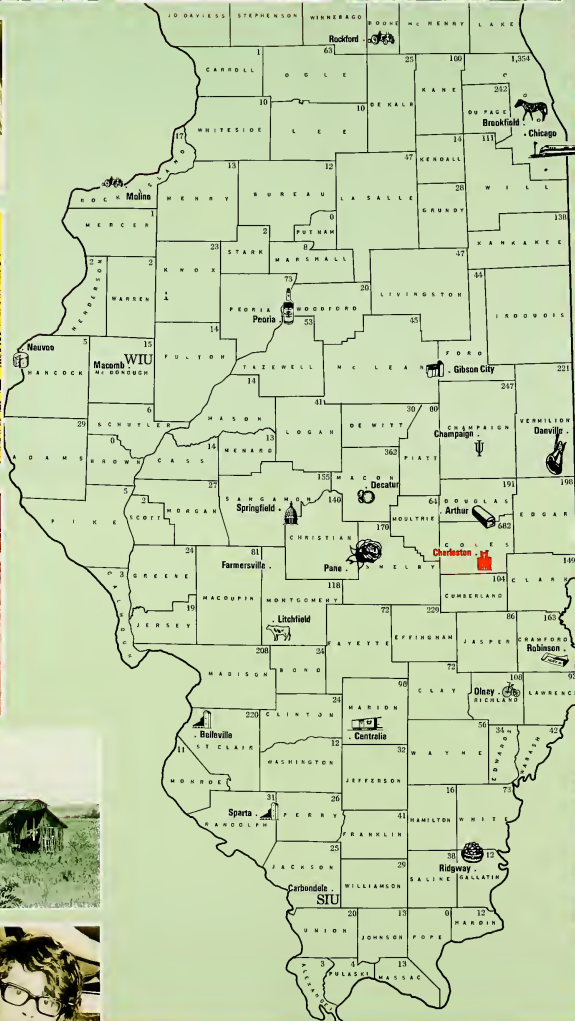 JO DAVIESS STEPHENSON WINNEBAGO BOONE McHENRY LAKE
Rockford .
1 63 25 100 1,354
CARROLL OGLE DE KALB KANE
242
DU PAGE
Brookfield .
. Chicago
10 10
WHITESIDE LEE
14 111
KENDALL WILL
17
ROCK ISLAND
Moline
13 12 47
HENRY BUREAU LA SALLE
28
GRUNDY
0
PUTNAM
1
MERCER
138
KANKAKEE
2 8
STARK MARSHALL
23
KNOX
2 2
HENDERSON WARREN
73 20 47 44
PEORIA WOODFORD LIVINGSTON IROQUOIS
Peoria .
53 45
TAZEWELL McLEAN FORD
. Gibson City
14
FULTON
Nauvoo
5 15
HANCOCK Macomb . WIU
McDONOUGH
6
SCHUYLER
14 41
MASON LOGAN
247 221
CHAMPAIGN VERMILION
Champaign . Danville .
30 00
DE WITT PIATT
29
ADAMS
0 14 13
BROWN CASS MENARD
362
MACON
. Decatur
155 140
SANGAMON
Springfield .
CHRISTIAN
5 2 27
PIKE SCOTT MORGAN
64 191 198
MOULTRIE DOUGLAS EDGAR
Arthur .
682
COLES
Charleston .
170
Pana . SHELBY
24 81
GREENE MACOUPIN
Farmersville .
118
MONTGOMERY
. Litchfield
104 149
CUMBERLAND CLARK
3
CALHOUN
19
JERSEY
72 229 86 163
FAYETTE EFFINGHAM JASPER CRAWFORD
Robinson .
208 24
MADISON BOND
72 108 93
CLAY Olney . RICHLAND LAWRENCE
98
MARION
. Centralia
24
CLINTON
220
. Belleville
ST CLAIR
12
WASHINGTON
56 34 42
WAYNE EDWARDS WABASH
11
MONROE
32
JEFFERSON
31 26
Sparta . PERRY
RANDOLPH
16 73
HAMILTON WHITE
41
FRANKLIN
25
JACKSON
29
WILLIAMSON
38 12
Ridgway .
SALINE GALLATIN
Carbondale .
SIU
20 13 0 12
UNION JOHNSON POPE HARDIN
3 4 13
ALEXANDER PULASKI MASSAC